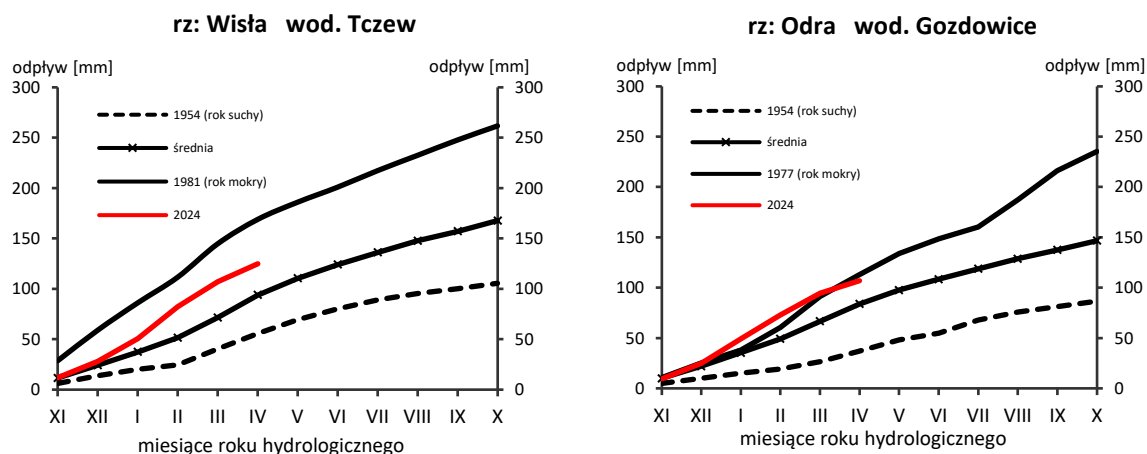 rz: Wisła wod. Tczew
odpływ [mm]
odpływ [mm]
300
250
200
150
100
50
0
300
250
200
150
100
50
0
1954 (rok suchy)
średnia
1981 (rok mokry)
2024
XI XII I II III IV V VI VII VIII IX X
miesiące roku hydrologicznego
rz: Odra wod. Gozdowice
odpływ [mm]
odpływ [mm]
300
250
200
150
100
50
0
300
250
200
150
100
50
0
1954 (rok suchy)
średnia
1977 (rok mokry)
2024
XI XII I II III IV V VI VII VIII IX X
miesiące roku hydrologicznego